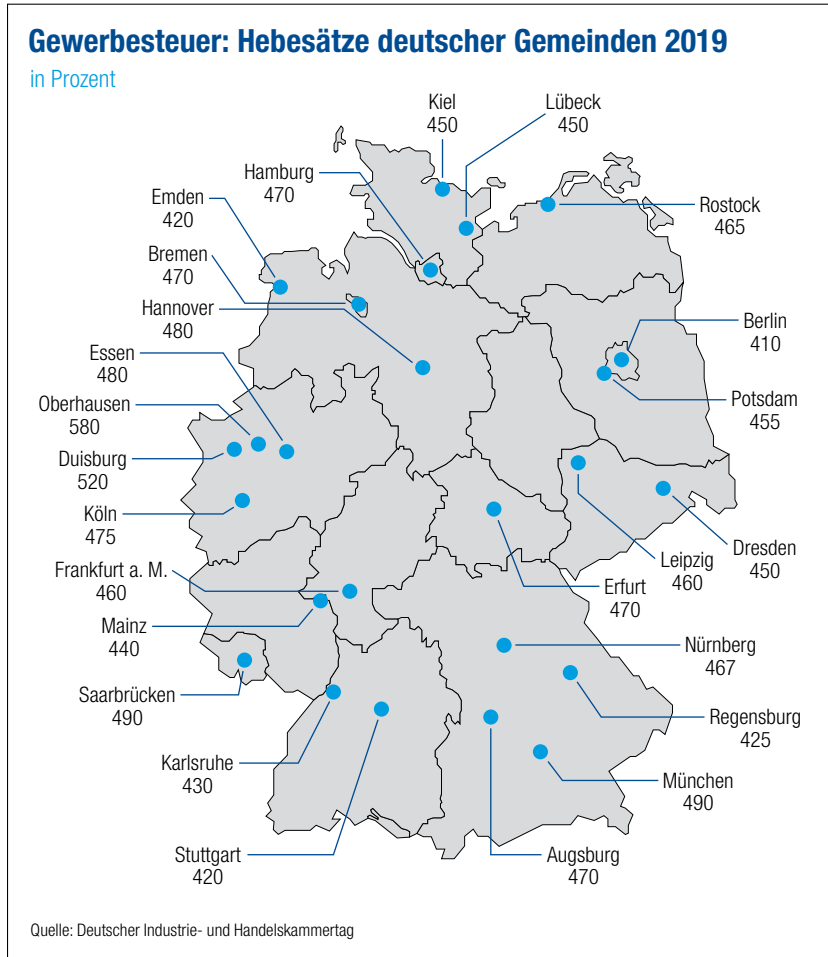 Gewerbesteuer: Hebesätze deutscher Gemeinden 2019
in Prozent
Kiel
450
Lübeck
450
Hamburg
470
Rostock
465
Emden
420
Bremen
470
Hannover
480
Berlin
410
Essen
480
Potsdam
455
Oberhausen
580
Duisburg
520
Köln
475
Dresden
450
Leipzig
460
Erfurt
470
Frankfurt a. M.
460
Mainz
440
Nürnberg
467
Saarbrücken
490
Regensburg
425
Karlsruhe
430
München
490
Stuttgart
420
Augsburg
470
Quelle: Deutscher Industrie- und Handelskammertag